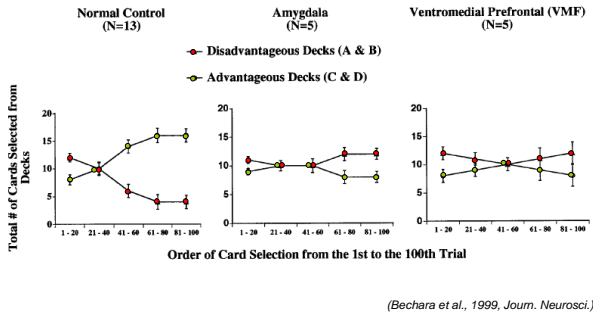 Normal Control
(N=13)
Amygdala
(N=5)
Ventromedial Prefrontal (VMF)
(N=5)
Disadvantageous Decks (A & B)
Advantageous Decks (C & D)
Total # of Cards Selected from
Decks
20
15
10
5
0
1 - 20
21 - 40
41 - 60
61 - 80
81 - 100
20
15
10
5
0
1 - 20
21 - 40
41 - 60
61 - 80
81 - 100
20
15
10
5
0
1 - 20
21 - 40
41 - 60
61 - 80
81 - 100
Order of Card Selection from the 1st to the 100th Trial
(Bechara et al., 1999, Journ. Neurosci.)